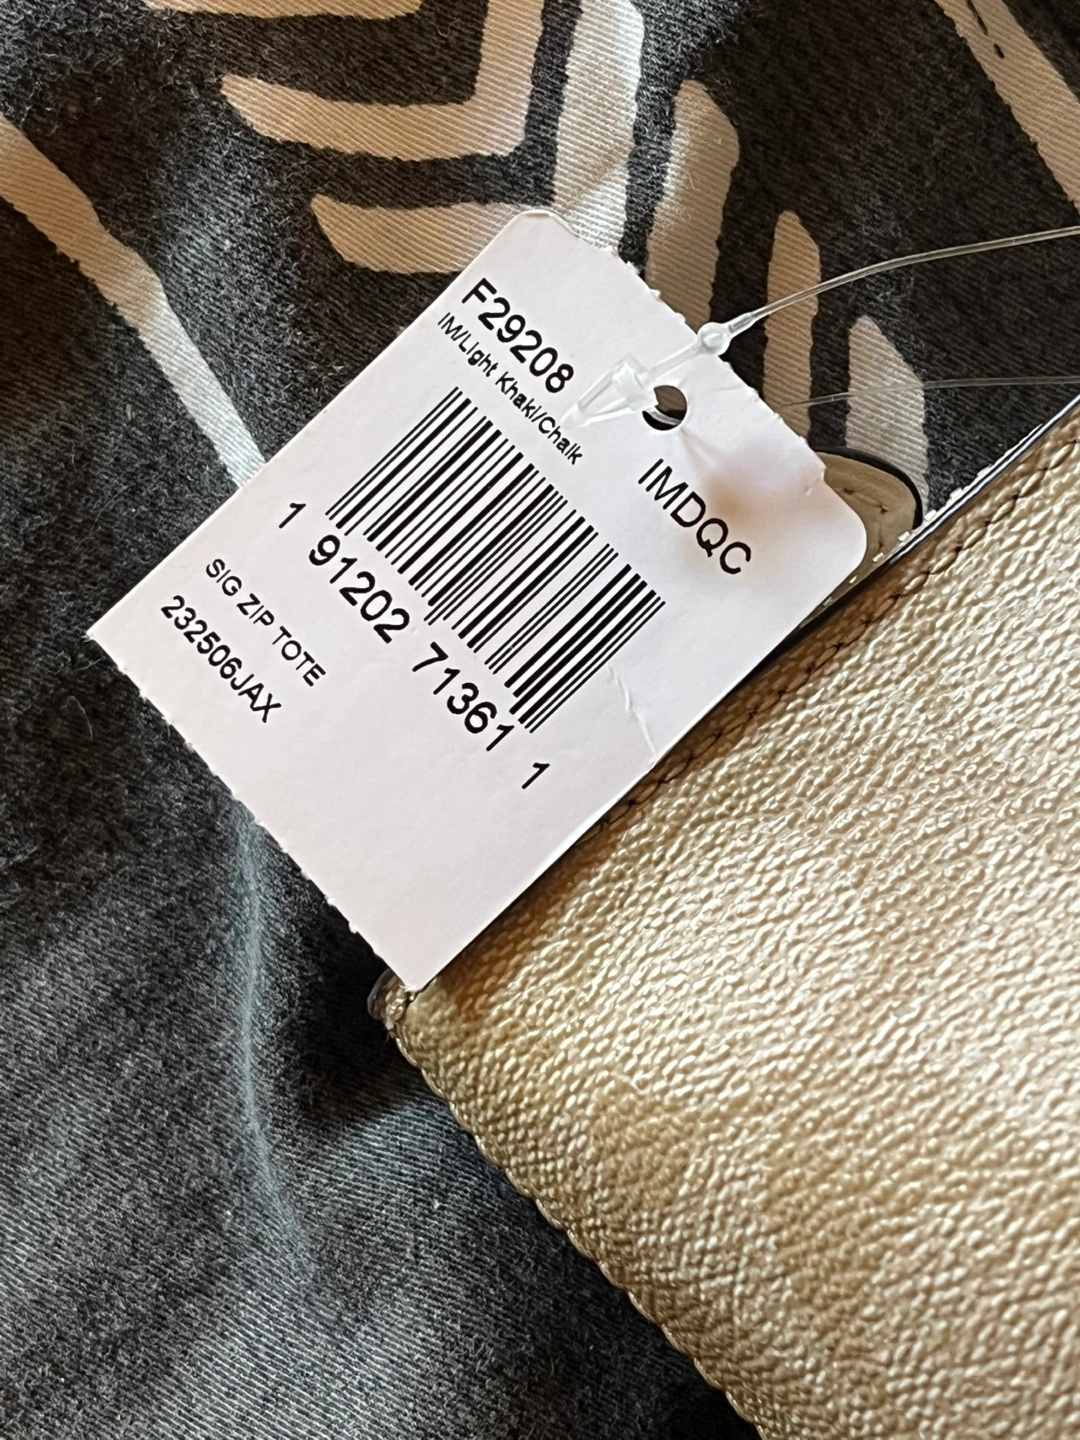 F29208
IM/Light Khaki/Chalk
IMDQC
1 91202 71361 1
SIG ZIP TOTE
232506JAX